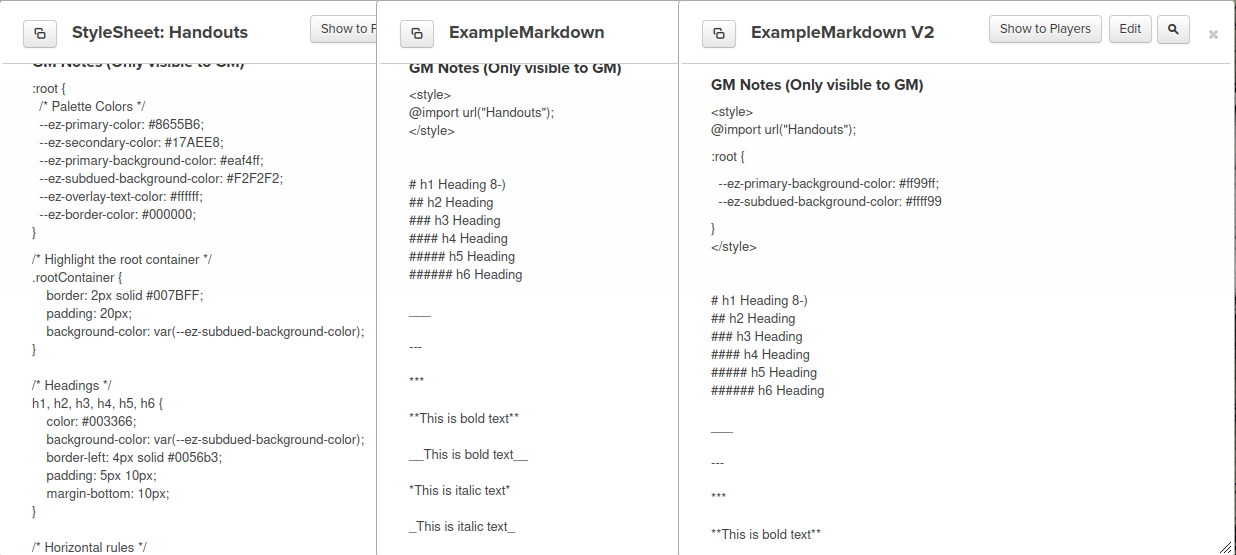 StyleSheet: Handouts
Show to P
GM Notes (Only visible to GM)
:root {
/* Palette Colors */
--ez-primary-color: #8655B6;
--ez-secondary-color: #17AEE8;
--ez-primary-background-color: #eaf4ff;
--ez-subdued-background-color: #F2F2F2;
--ez-overlay-text-color: #ffffff;
--ez-border-color: #000000;
}
/* Highlight the root container */
.rootContainer {
border: 2px solid #007BFF;
padding: 20px;
background-color: var(--ez-subdued-background-color);
}
/* Headings */
h1, h2, h3, h4, h5, h6 {
color: #003366;
background-color: var(--ez-subdued-background-color);
border-left: 4px solid #0056b3;
padding: 5px 10px;
margin-bottom: 10px;
}
/* Horizontal rules */
ExampleMarkdown
GM Notes (Only visible to GM)
<style>
@import url("Handouts");
</style>
# h1 Heading 8-)
## h2 Heading
### h3 Heading
#### h4 Heading
##### h5 Heading
###### h6 Heading
___
---
***
**This is bold text**
__This is bold text__
*This is italic text*
_This is italic text_
ExampleMarkdown V2
Show to Players
Edit
×
GM Notes (Only visible to GM)
<style>
@import url("Handouts");
:root {
--ez-primary-background-color: #ff99ff;
--ez-subdued-background-color: #ffff99
}
</style>
# h1 Heading 8-)
## h2 Heading
### h3 Heading
#### h4 Heading
##### h5 Heading
###### h6 Heading
___
---
***
**This is bold text**